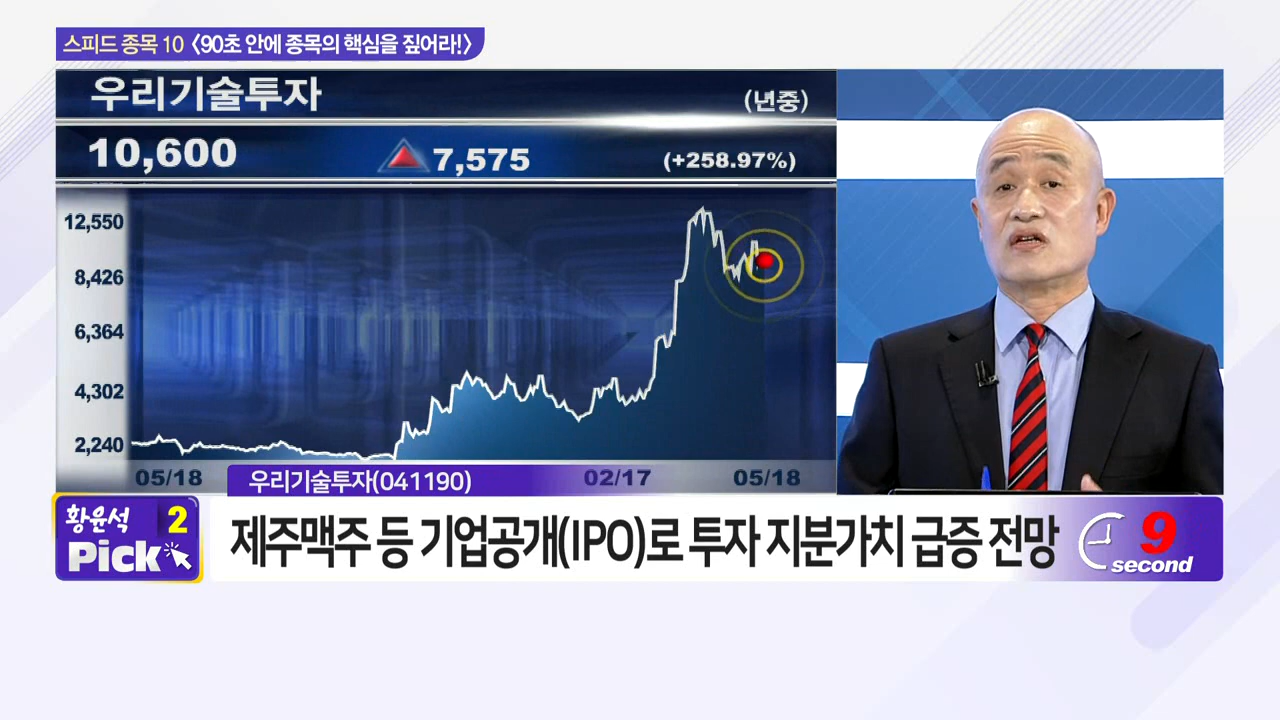 스피드 종목 10 〈90초 안에 종목의 핵심을 짚어라!〉
우리기술투자 (년중)
10,600 ▲ 7,575 (+258.97%)
12,550
8,426
6,364
4,302
2,240
05/18 02/17 05/18
우리기술투자(041190)
황윤석 2
Pick
제주맥주 등 기업공개(IPO)로 투자 지분가치 급증 전망
9
second